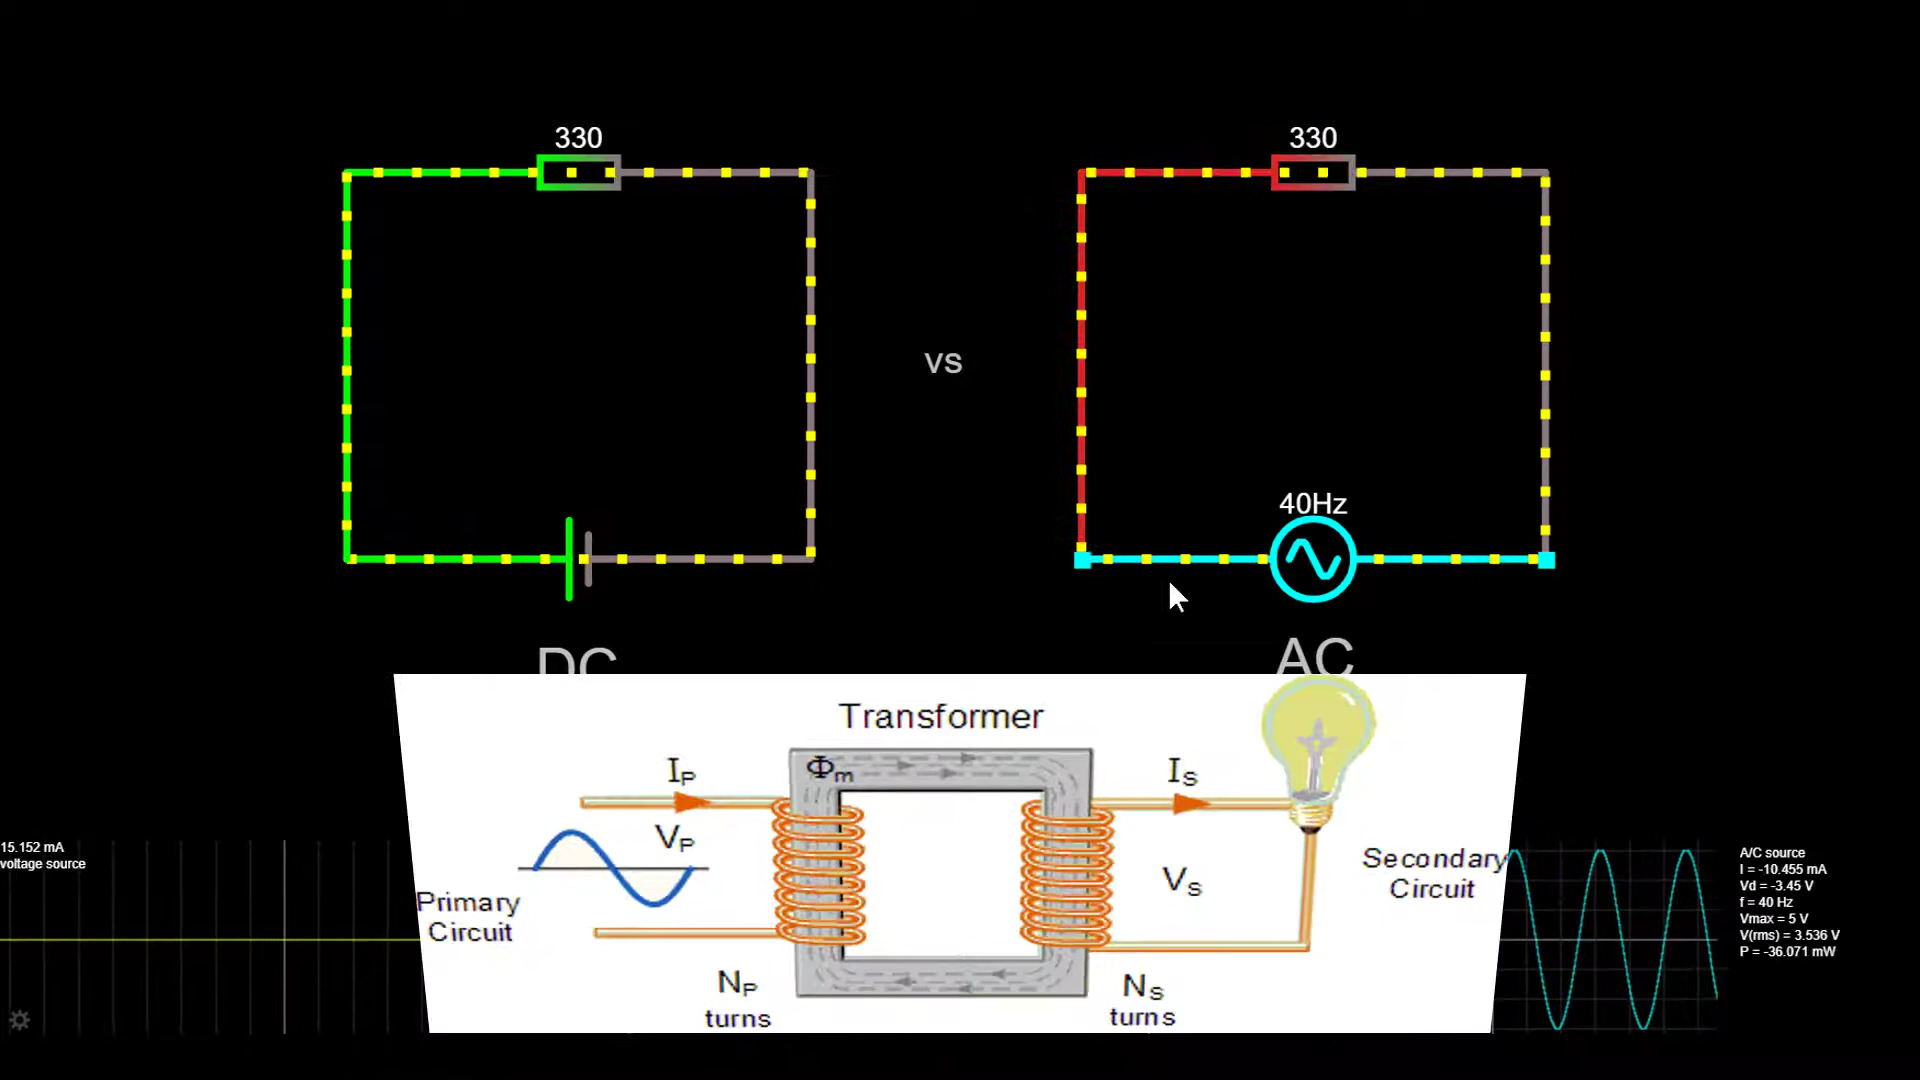 330
330
vs
40Hz
DC
AC
Transformer
Φm
IP
IS
VP
VS
Primary
Circuit
Secondary
Circuit
NP
turns
NS
turns
15.152 mA
voltage source
A/C source
I = -10.455 mA
Vd = -3.45 V
f = 40 Hz
Vmax = 5 V
V(rms) = 3.536 V
P = -36.071 mW